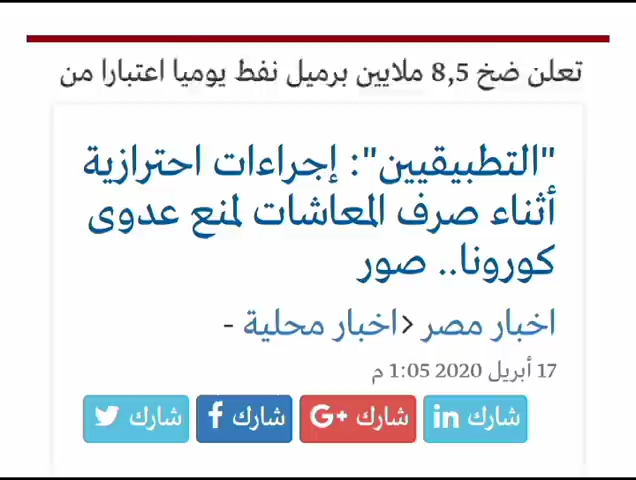 تعلن ضخ 8,5 ملايين برميل نفط يوميا اعتبارا من
"التطبيقيين": إجراءات احترازية
أثناء صرف المعاشات لمنع عدوى
كورونا.. صور
اخبار مصر > اخبار محلية -
17 أبريل 2020 1:05 م
شارك in شارك G+ شارك f شارك